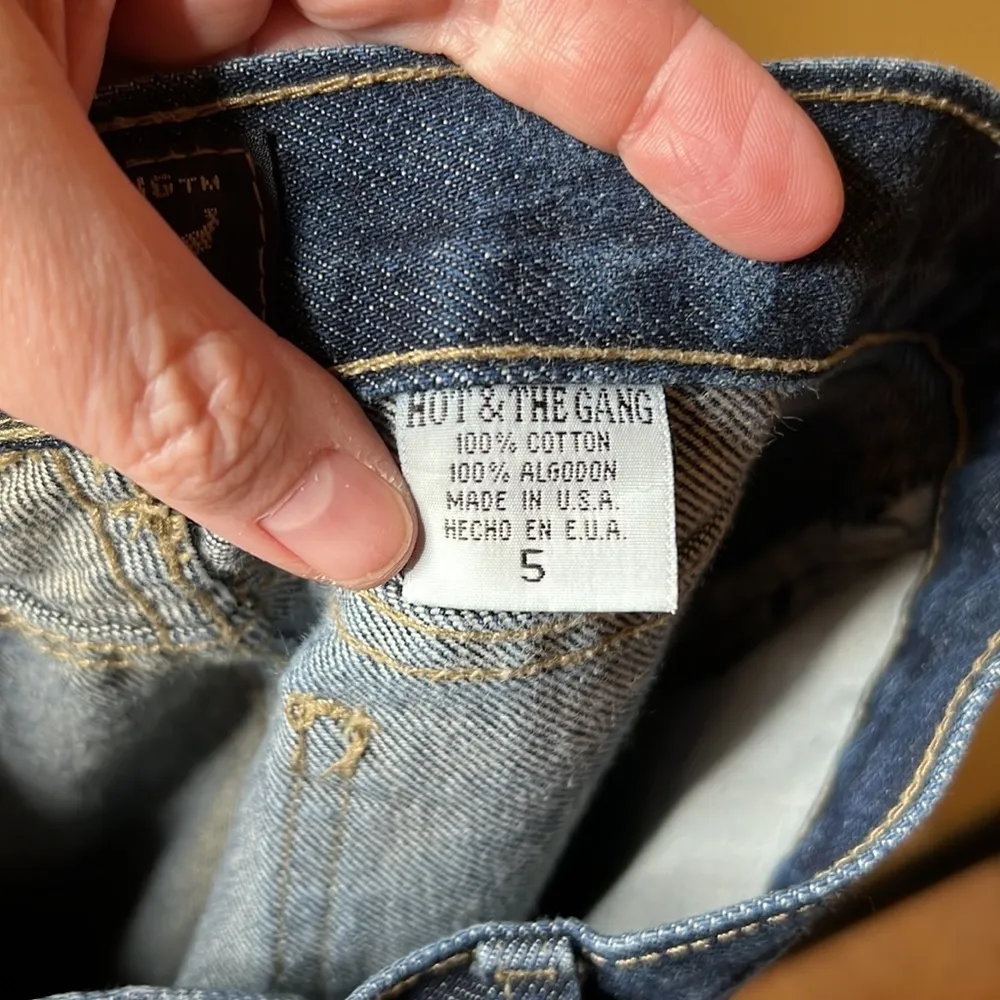 HOT & THE GANG
100% COTTON
100% ALGODON
MADE IN U.S.A.
HECHO EN E.U.A.
5